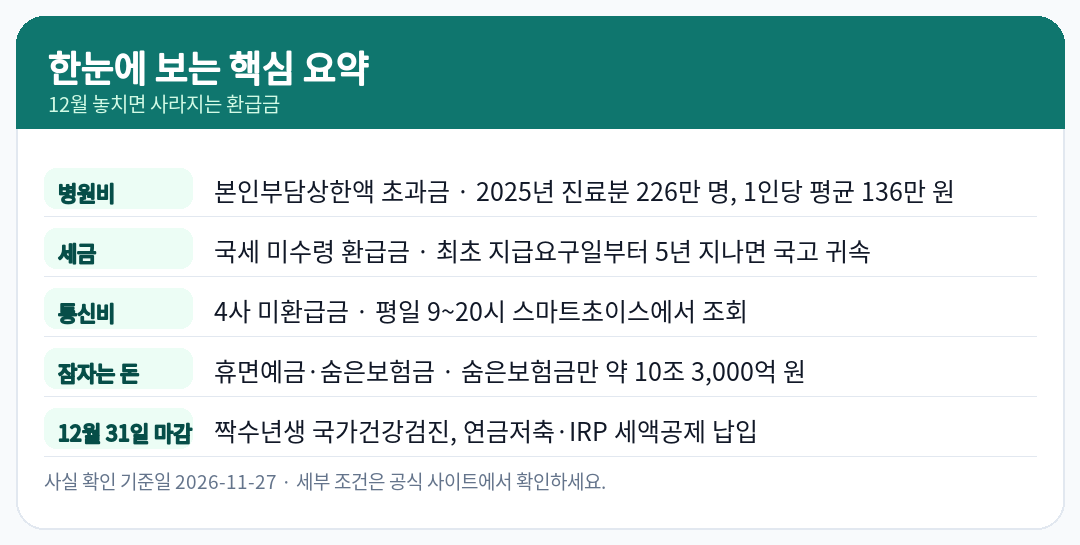 한눈에 보는 핵심 요약
12월 놓치면 사라지는 환급금
병원비 본인부담상한액 초과금 · 2025년 진료분 226만 명, 1인당 평균 136만 원
세금 국세 미수령 환급금 · 최초 지급요구일부터 5년 지나면 국고 귀속
통신비 4사 미환급금 · 평일 9~20시 스마트초이스에서 조회
잠자는 돈 휴면예금·숨은보험금 · 숨은보험금만 약 10조 3,000억 원
12월 31일 마감 짝수년생 국가건강검진, 연금저축·IRP 세액공제 납입
사실 확인 기준일 2026-11-27 · 세부 조건은 공식 사이트에서 확인하세요.